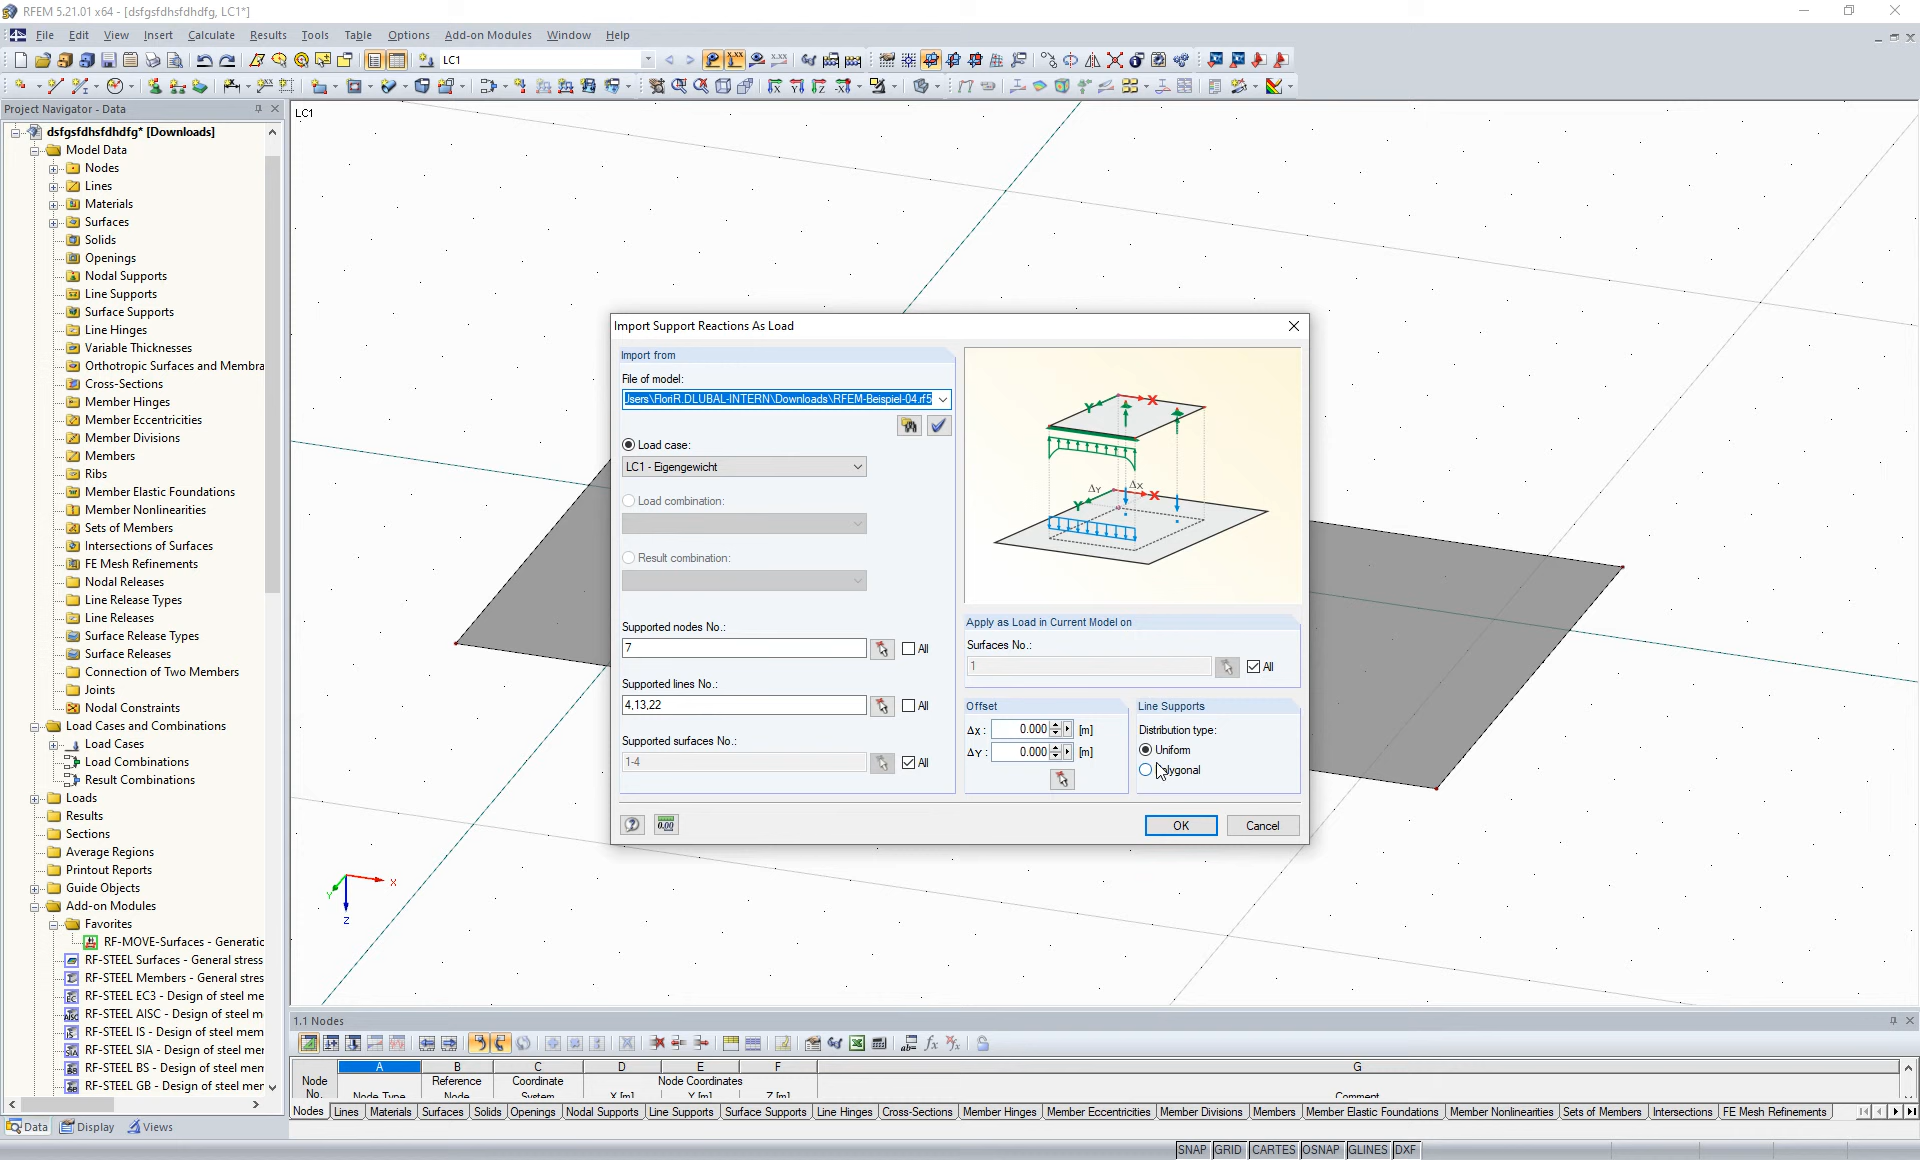 RFEM 5.21.01 x64 - [dsfgsfdhsfdhdfg, LC1*]
File Edit View Insert Calculate Results Tools Table Options Add-on Modules Window Help
LC1
Project Navigator - Data
dsfgsfdhsfdhdfg* [Downloads]
Model Data
Nodes
Lines
Materials
Surfaces
Solids
Openings
Nodal Supports
Line Supports
Surface Supports
Line Hinges
Variable Thicknesses
Orthotropic Surfaces and Membra
Cross-Sections
Member Hinges
Member Eccentricities
Member Divisions
Members
Ribs
Member Elastic Foundations
Member Nonlinearities
Sets of Members
Intersections of Surfaces
FE Mesh Refinements
Nodal Releases
Line Release Types
Line Releases
Surface Release Types
Surface Releases
Connection of Two Members
Joints
Nodal Constraints
Load Cases and Combinations
Load Cases
Load Combinations
Result Combinations
Loads
Results
Sections
Average Regions
Printout Reports
Guide Objects
Add-on Modules
Favorites
RF-MOVE-Surfaces - Generatic
RF-STEEL Surfaces - General stress
RF-STEEL Members - General stres
RF-STEEL EC3 - Design of steel me
RF-STEEL AISC - Design of steel m
RF-STEEL IS - Design of steel mem
RF-STEEL SIA - Design of steel mer
RF-STEEL BS - Design of steel mem
RF-STEEL GB - Design of steel mer
Data Display Views
LC1
X
Y
Z
Import Support Reactions As Load
Import from
File of model:
Jsers\FloriR.DLUBAL-INTERN\Downloads\RFEM-Beispiel-04.rf5
Load case:
LC1 - Eigengewicht
Load combination:
Result combination:
Supported nodes No.:
7
All
Supported lines No.:
4,13,22
All
Supported surfaces No.:
1-4
All
0.00
Y X
ΔY ΔX X
Y
Apply as Load in Current Model on
Surfaces No.:
1
All
Offset
ΔX : 0.000 [m]
ΔY : 0.000 [m]
Line Supports
Distribution type:
Uniform
OK Cancel
1.1 Nodes
A B C D E F G
Node Reference Coordinate Node Coordinates
No. Node Type Node System X [m] Y [m] Z [m] Comment
Nodes Lines Materials Surfaces Solids Openings Nodal Supports Line Supports Surface Supports Line Hinges Cross-Sections Member Hinges Member Eccentricities Member Divisions Members Member Elastic Foundations Member Nonlinearities Sets of Members Intersections FE Mesh Refinements
SNAP GRID CARTES OSNAP GLINES DXF